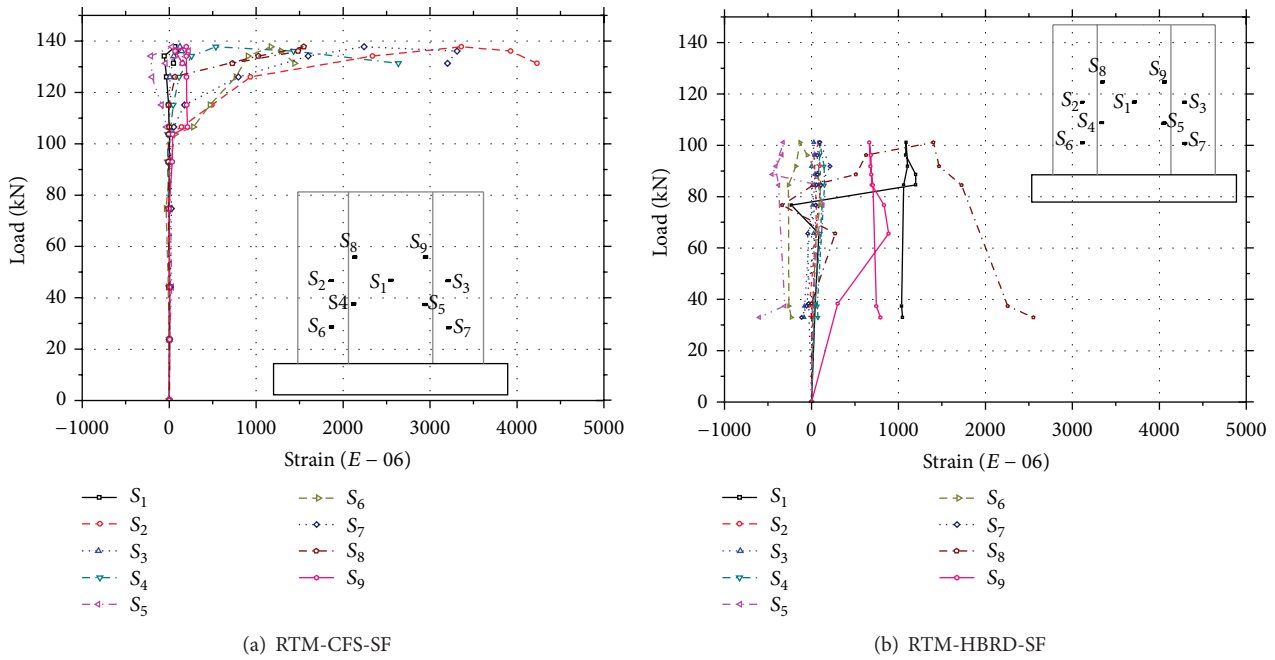 140
120
100
80
60
40
20
0
Load (kN)
−1000 0 1000 2000 3000 4000 5000
Strain (E − 06)
S8 S9
S2 S1 S3
S4 S5
S6 S7
S1
S2
S3
S4
S5
S6
S7
S8
S9
(a) RTM-CFS-SF
140
120
100
80
60
40
20
0
Load (kN)
−1000 0 1000 2000 3000 4000 5000
Strain (E − 06)
S8 S9
S2 S1 S3
S4 S5
S6 S7
S1
S2
S3
S4
S5
S6
S7
S8
S9
(b) RTM-HBRD-SF